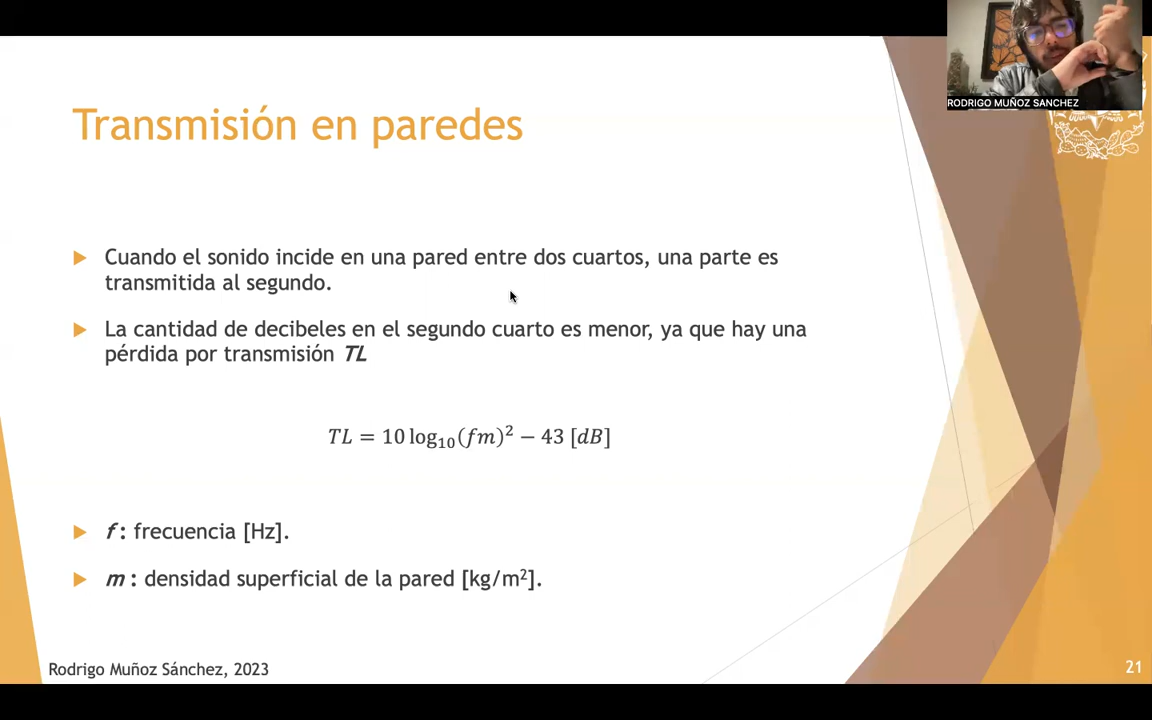 RODRIGO MUÑOZ SANCHEZ
Transmisión en paredes
Cuando el sonido incide en una pared entre dos cuartos, una parte es
transmitida al segundo.
La cantidad de decibeles en el segundo cuarto es menor, ya que hay una
pérdida por transmisión TL
TL = 10 log₁₀(fm)² − 43 [dB]
f : frecuencia [Hz].
m : densidad superficial de la pared [kg/m²].
Rodrigo Muñoz Sánchez, 2023
21